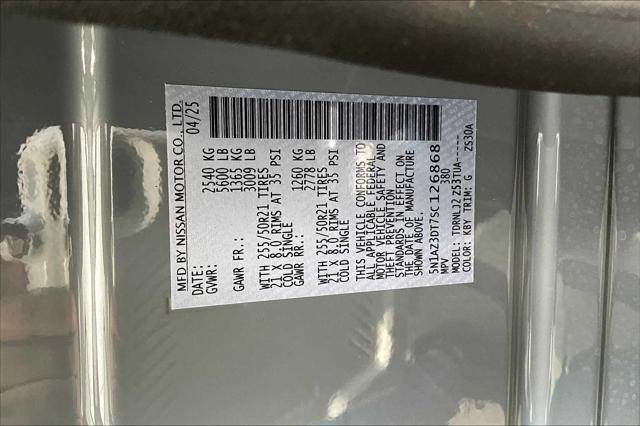 MFD BY NISSAN MOTOR CO., LTD.
DATE: 04/25
GVWR: 2540 KG
5600 LB
GAWR FR.: 1365 KG
3009 LB
WITH 255/50R21 TIRES
21 X 8.0 RIMS AT 35 PSI
COLD SINGLE
GAWR RR.: 1260 KG
2778 LB
WITH 255/50R21 TIRES
21 X 8.0 RIMS AT 35 PSI
COLD SINGLE
THIS VEHICLE CONFORMS TO
ALL APPLICABLE FEDERAL
MOTOR VEHICLE SAFETY AND
THEFT PREVENTION
STANDARDS IN EFFECT ON
THE DATE OF MANUFACTURE
SHOWN ABOVE.
5N1AZ3DT7SC126868
MPV 380
MODEL: TDRNLJ2 Z53TUA-----
COLOR: KBY TRIM: G ZS30A